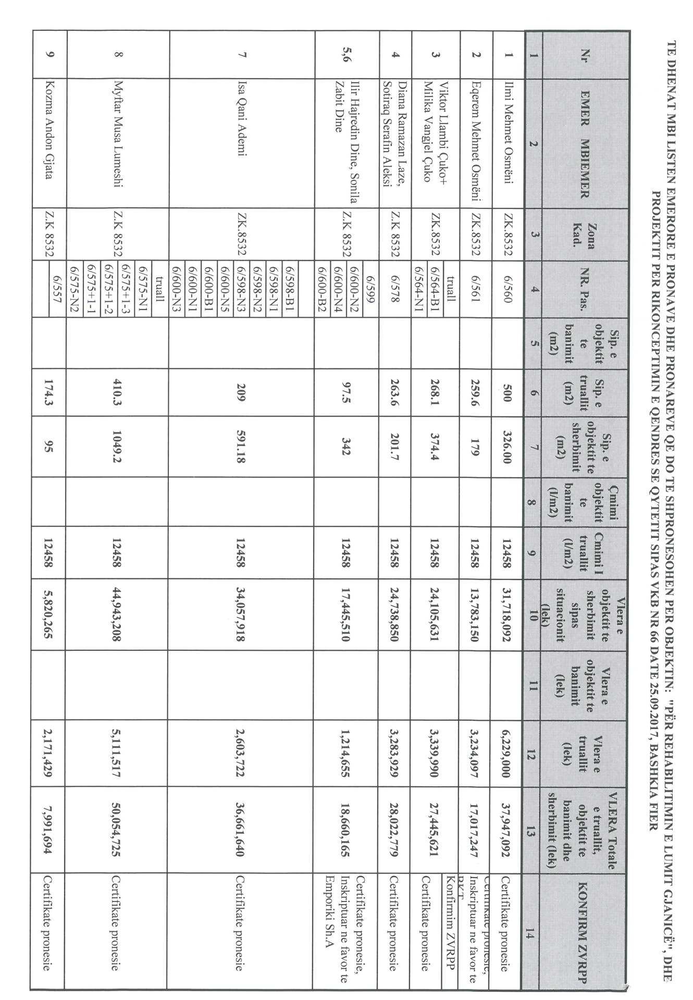 TE DHENAT MBI LISTEN EMERORE E PRONAVE DHE PRONAREVE QE DO TE SHPRONESOHEN PER OBJEKTIN: "PËR REHABILITIMIN E LUMIT GJANICË", DHE
PROJEKTIT PER RIKONCEPTIMIN E QENDRES SE QYTETIT SIPAS VKB NR 66 DATE 25.09.2017, BASHKIA FIER
Nr
EMER MBIEMER
Zona
Kad.
NR. Pas.
Sip. e
objektit
te
banimit
(m2)
Sip. e
truallit
(m2)
Sip. e
objektit te
sherbimit
(m2)
Çmimi
objektit
te
banimit
(l/m2)
Cmimi I
truallit
(l/m2)
Vlera e
objektit te
sherbimit
sipas
situacionit
(lek)
Vlera e
objektit te
banimit
(lek)
Vlera e
truallit
(lek)
VLERA Totale
e truallit,
objektit te
banimit dhe
sherbimit (lek)
KONFIRM ZVRPP
1 2 3 4 5 6 7 8 9 10 11 12 13 14
1 Ilmi Mehmet Osmëni ZK.8532 6/560 500 326.00 12458 31,718,092 6,229,000 37,947,092 Certifikate pronesie
2 Eqerem Mehmet Osmëni ZK.8532 6/561 259.6 179 12458 13,783,150 3,234,097 17,017,247 Certifikate pronesie,
Inskriptuar ne favor te
BKT
3 Viktor Llambi Çuko+
Milika Vangjel Çuko
ZK.8532
truall
6/564-B1
6/564-N1
268.1 374.4 12458 24,105,631 3,339,990 27,445,621
Konfirmim ZVRPP
Certifikate pronesie
4 Diana Ramazan Laze,
Sotiraq Serafin Aleksi
Z.K 8532 6/578 263.6 201.7 12458 24,738,850 3,283,929 28,022,779 Certifikate pronesie
5,6 Ilir Hajredin Dine, Sonila
Zabit Dine
Z.K 8532
6/599
6/600-N2
6/600-N4
6/600-B2
97.5 342 12458 17,445,510 1,214,655 18,660,165
Certifikate pronesie,
Inskriptuar ne favor te
Emporiki Sh.A
7 Isa Qani Ademi ZK.8532
6/598-B1
6/598-N1
6/598-N2
6/598-N3
6/600-N5
6/600-B1
6/600-N1
6/600-N3
209 591.18 12458 34,057,918 2,603,722 36,661,640 Certifikate pronesie
8 Myftar Musa Lumeshi Z.K 8532
truall
6/575-N1
6/575+1-3
6/575+1-2
6/575+1-1
6/575-N2
410.3 1049.2 12458 44,943,208 5,111,517 50,054,725 Certifikate pronesie
9 Kozma Andon Gjata Z.K 8532 6/557 174.3 95 12458 5,820,265 2,171,429 7,991,694 Certifikate pronesie